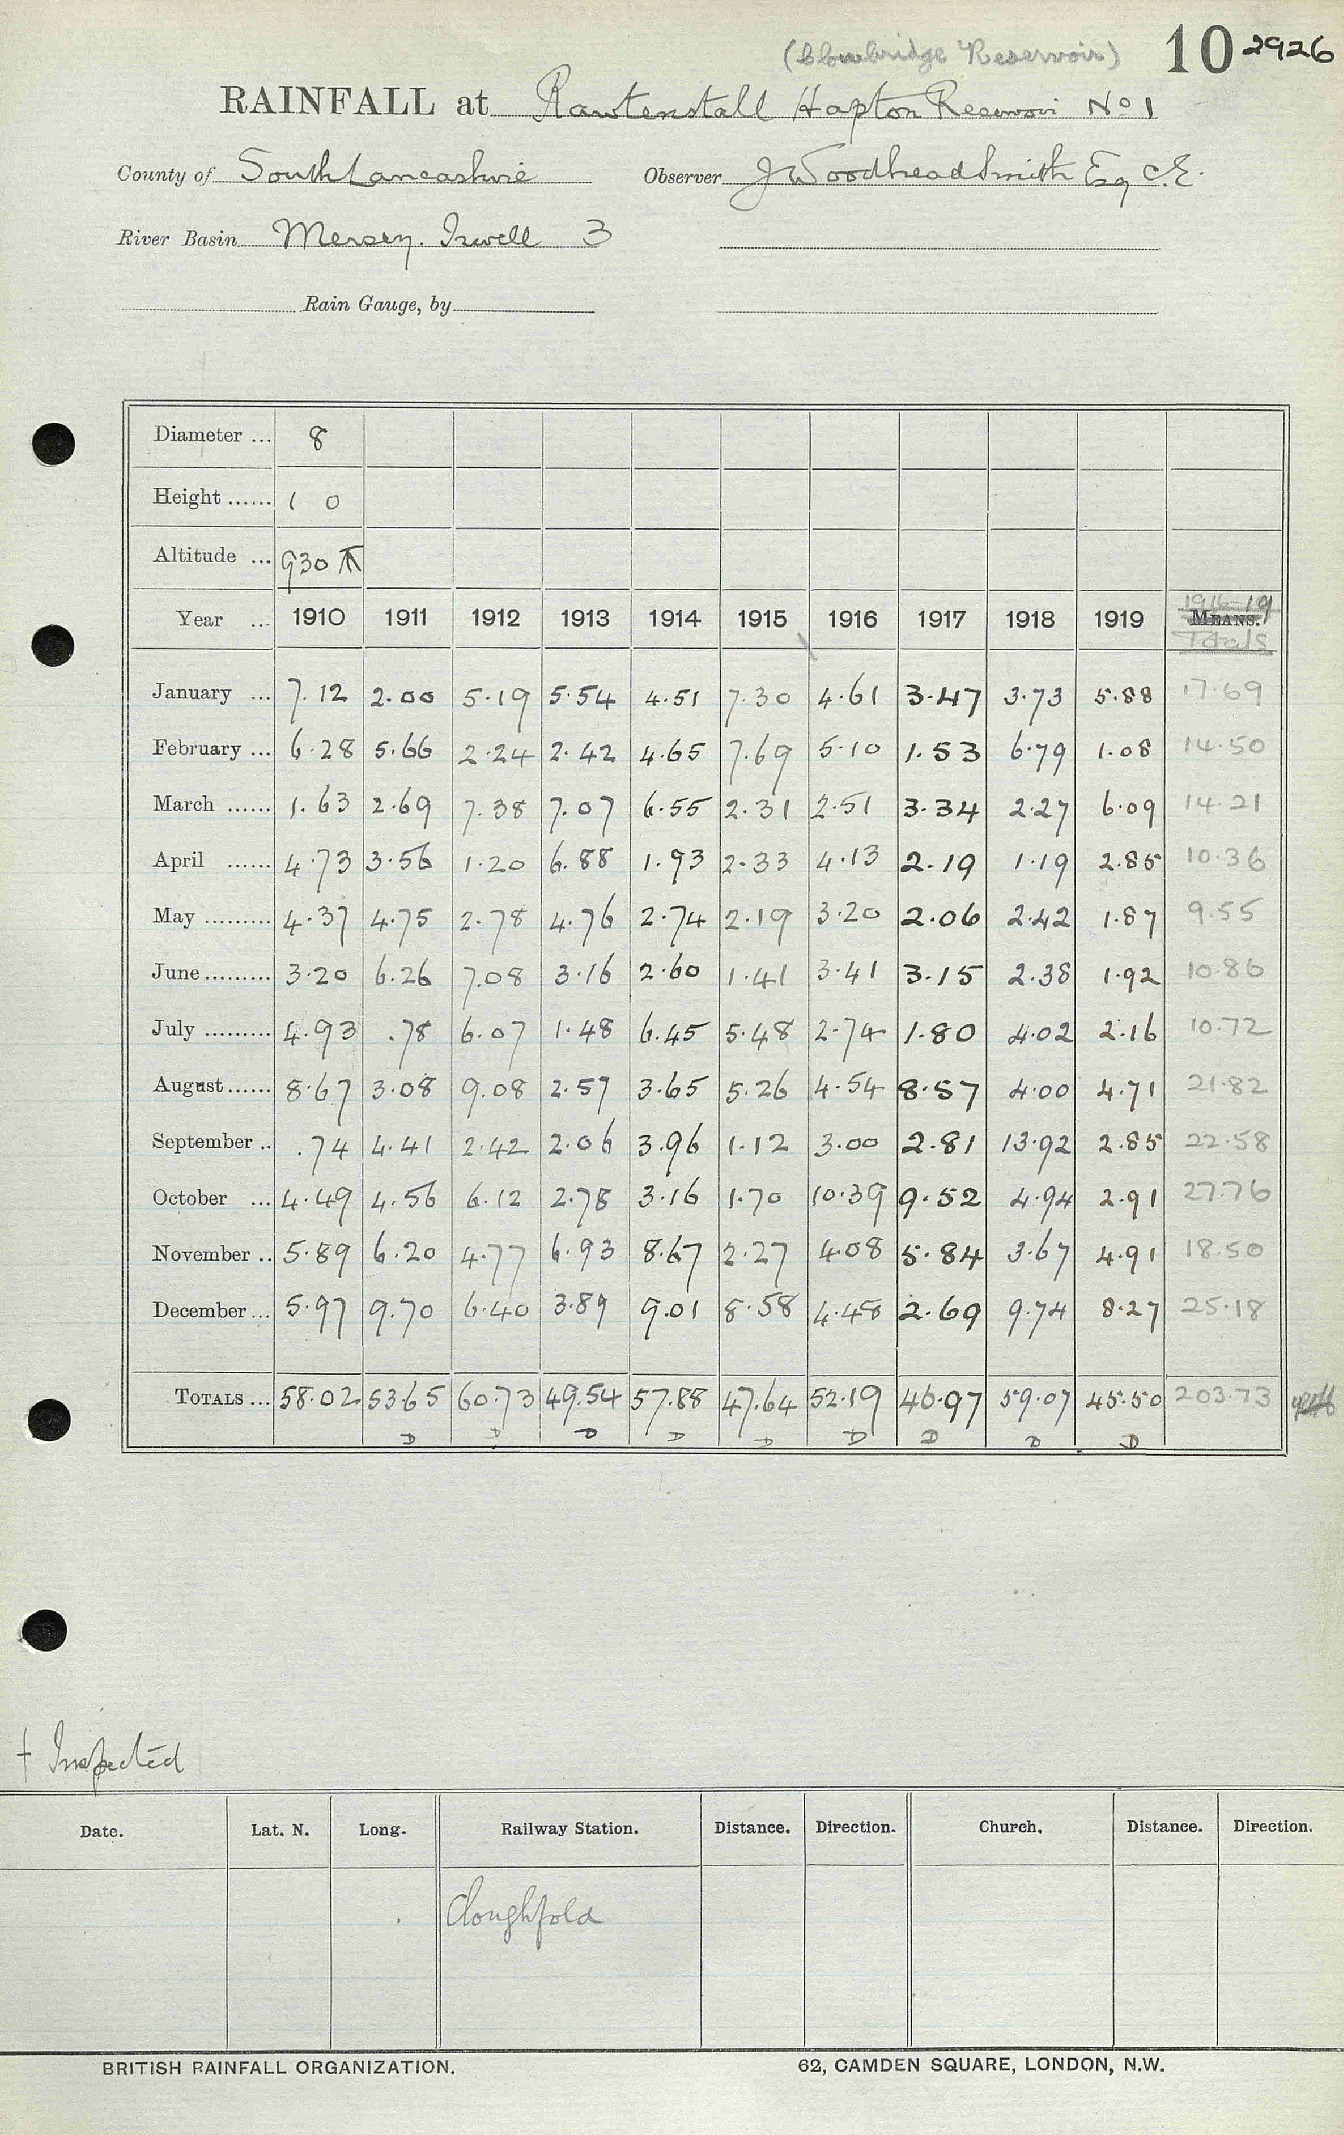 (Clowbridge Reservoir) 10 2926
RAINFALL at Rawtenstall Hapton Reservoir No 1
County of South Lancashire Observer J Woodhead Smith Esq C.E.
River Basin Mersey. Irwell 3
Rain Gauge, by
Diameter ... 8
Height ...... 1 0
Altitude ... 930
Year ... 1910 1911 1912 1913 1914 1915 1916 1917 1918 1919 1916-19 MEANS. Totals
January ... 7.12 2.00 5.19 5.54 4.51 7.30 4.61 3.47 3.73 5.88 17.69
February ... 6.28 5.66 2.24 2.42 4.65 7.69 5.10 1.53 6.79 1.08 14.50
March ...... 1.63 2.69 7.38 7.07 6.55 2.31 2.51 3.34 2.27 6.09 14.21
April ...... 4.73 3.56 1.20 6.88 1.93 2.33 4.13 2.19 1.19 2.85 10.36
May ......... 4.37 4.75 2.78 4.76 2.74 2.19 3.20 2.06 2.42 1.87 9.55
June ......... 3.20 6.26 7.08 3.16 2.60 1.41 3.41 3.15 2.38 1.92 10.86
July ......... 4.93 .78 6.07 1.48 6.45 5.48 2.74 1.80 4.02 2.16 10.72
August ...... 8.67 3.08 9.08 2.57 3.65 5.26 4.54 8.57 4.00 4.71 21.82
September .. .74 4.41 2.42 2.06 3.96 1.12 3.00 2.81 13.92 2.85 22.58
October ... 4.49 4.56 6.12 2.78 3.16 1.70 10.39 9.52 4.94 2.91 27.76
November .. 5.89 6.20 4.77 6.93 8.67 2.27 4.08 5.84 3.67 4.91 18.50
December ... 5.97 9.70 6.40 3.89 9.01 8.58 4.48 2.69 9.74 8.27 25.18
TOTALS ... 58.02 53.65 60.73 49.54 57.88 47.64 52.19 46.97 59.07 45.50 203.73
D D D D D D D D D
† Inspected
Date. Lat. N. Long. Railway Station. Distance. Direction. Church. Distance. Direction.
Cloughfold
BRITISH RAINFALL ORGANIZATION. 62, CAMDEN SQUARE, LONDON, N.W.